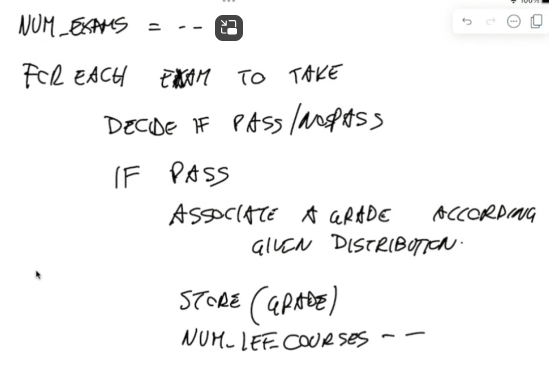 NUM_EXAMS = --
FOR EACH EXAM TO TAKE
DECIDE IF PASS/NOPASS
IF PASS
ASSOCIATE A GRADE ACCORDING
GIVEN DISTRIBUTION.
STORE (GRADE)
NUM_LEF_COURSES --